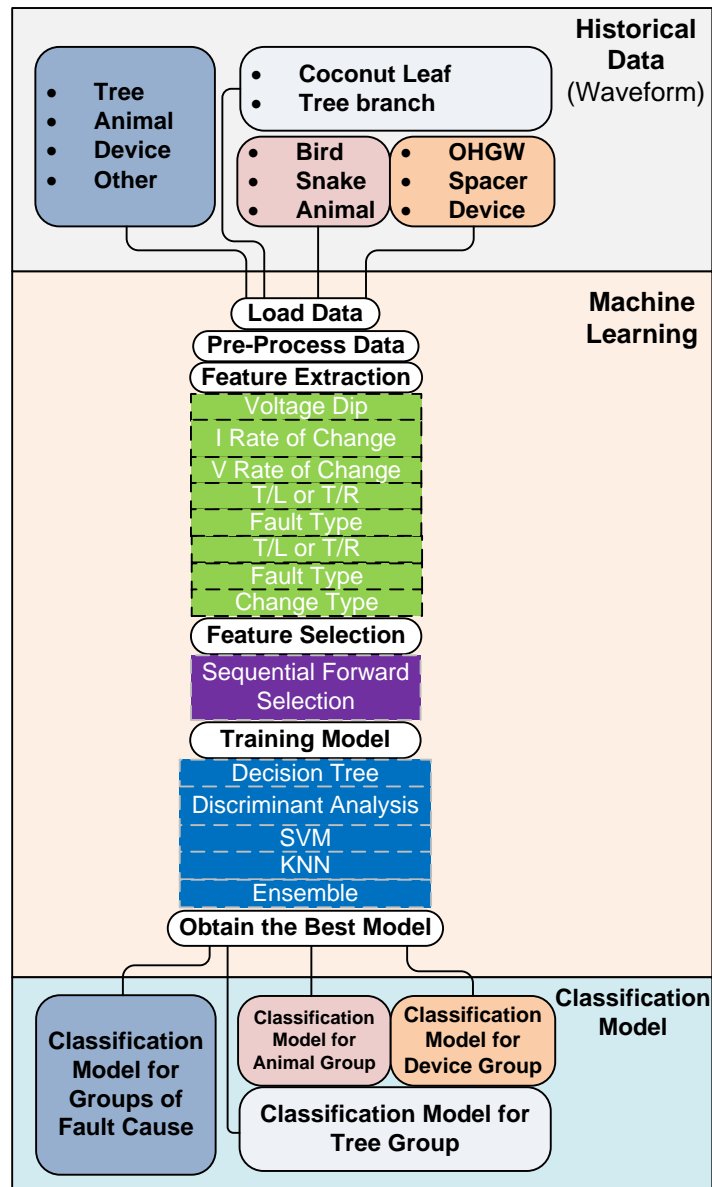 Historical
Data
(Waveform)
• Tree
• Animal
• Device
• Other
• Coconut Leaf
• Tree branch
• Bird
• Snake
• Animal
• OHGW
• Spacer
• Device
Machine
Learning
Load Data
Pre-Process Data
Feature Extraction
Voltage Dip
I Rate of Change
V Rate of Change
T/L or T/R
Fault Type
T/L or T/R
Fault Type
Change Type
Feature Selection
Sequential Forward
Selection
Training Model
Decision Tree
Discriminant Analysis
SVM
KNN
Ensemble
Obtain the Best Model
Classification
Model
Classification
Model for
Groups of
Fault Cause
Classification
Model for
Animal Group
Classification
Model for
Device Group
Classification Model for
Tree Group